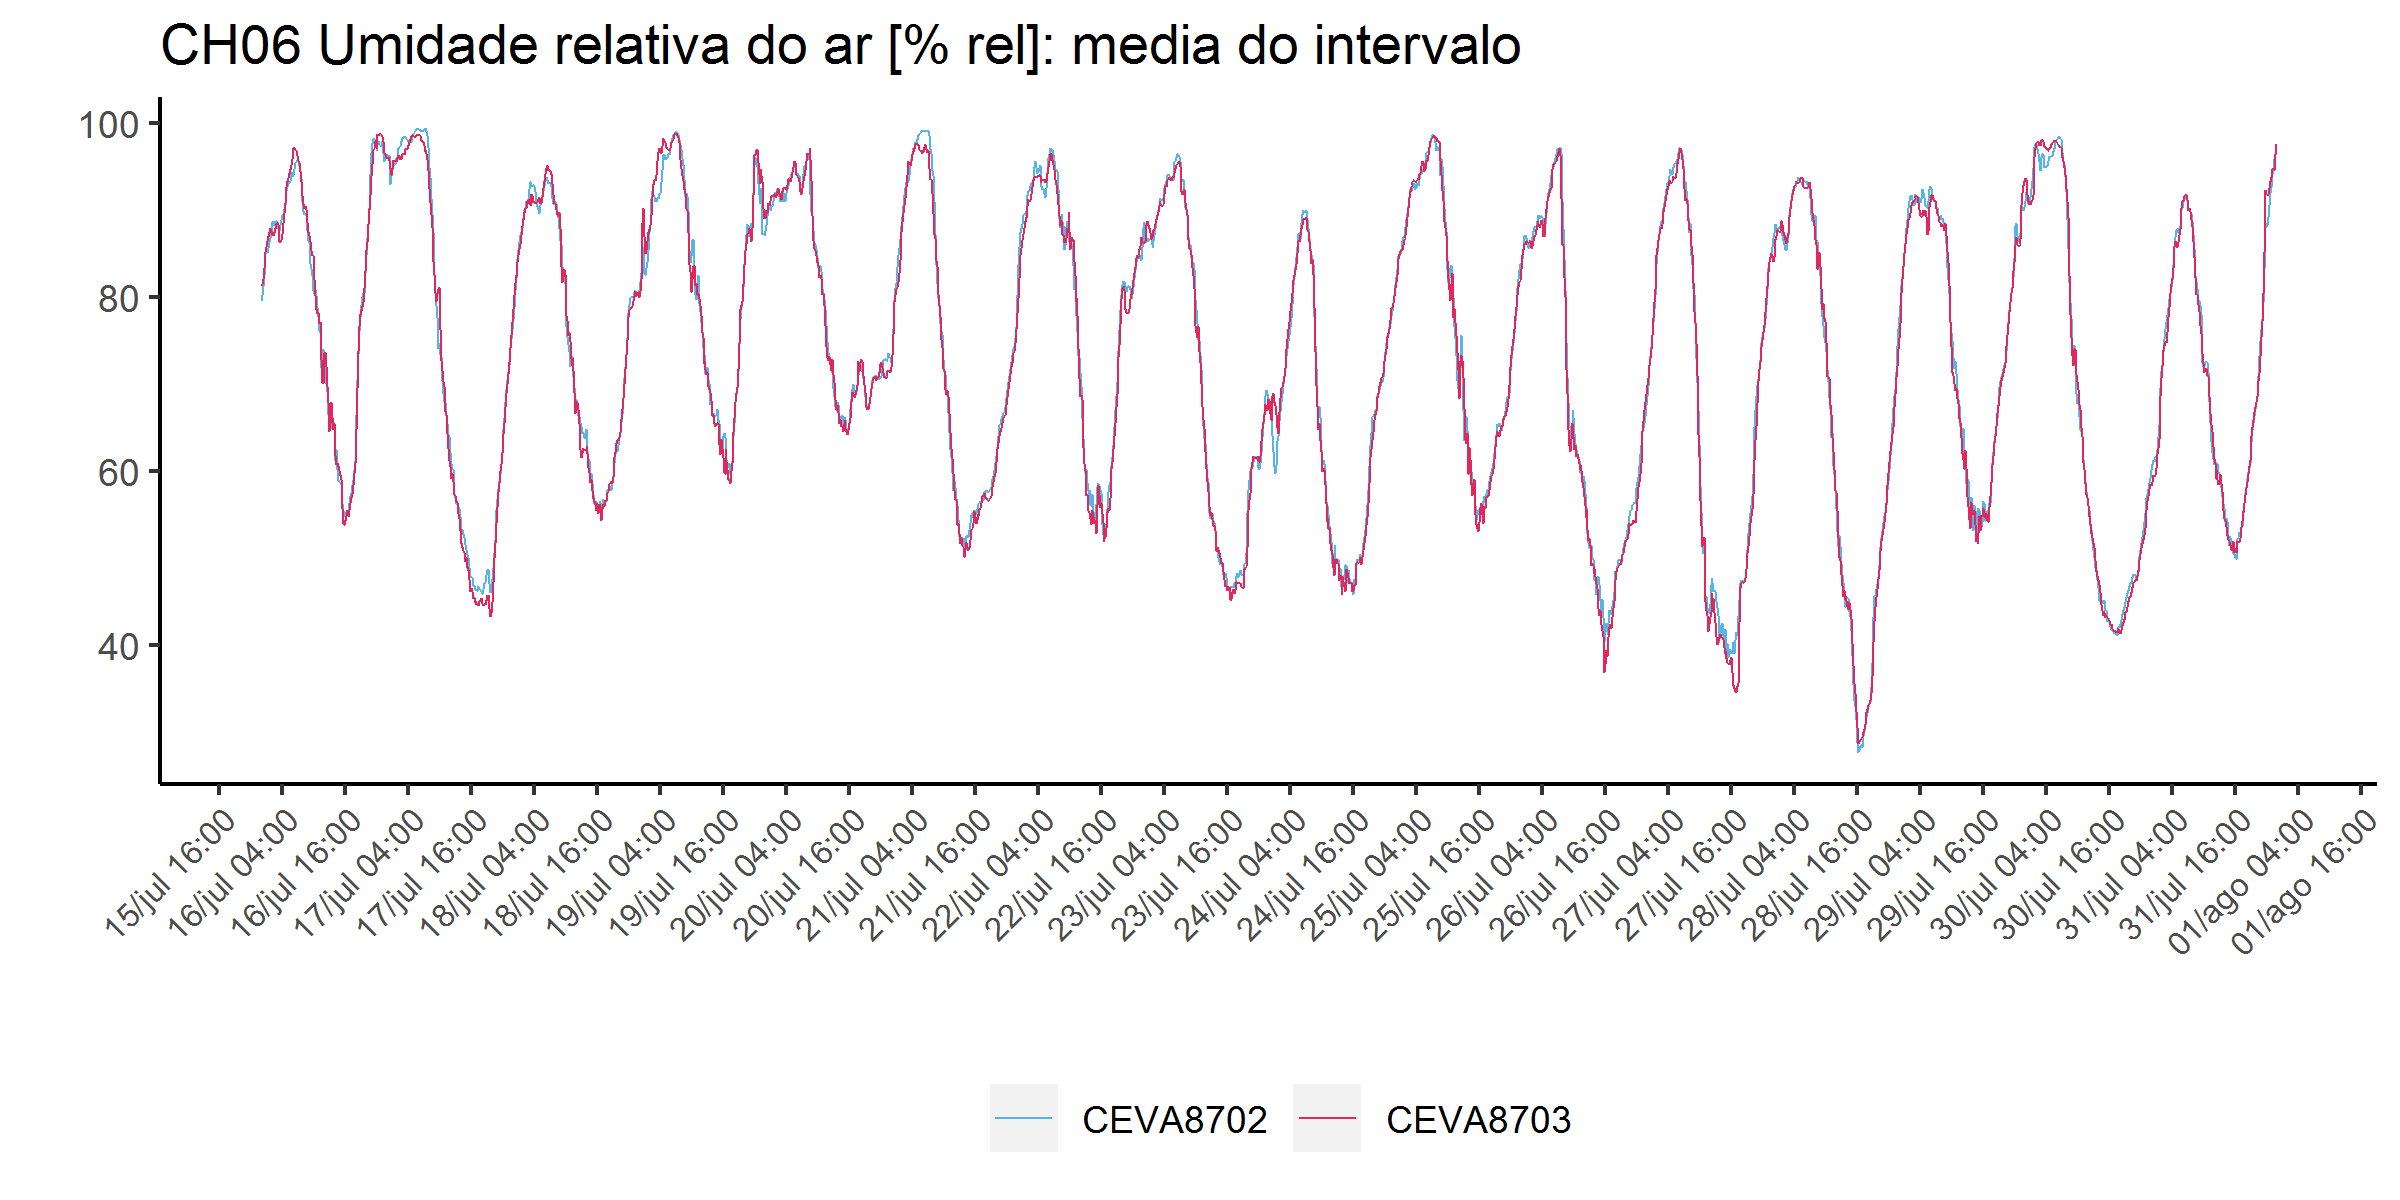 CH06 Umidade relativa do ar [% rel]: media do intervalo
100
80
60
40
15/jul 16:00
16/jul 04:00
16/jul 16:00
17/jul 04:00
17/jul 16:00
18/jul 04:00
18/jul 16:00
19/jul 04:00
19/jul 16:00
20/jul 04:00
20/jul 16:00
21/jul 04:00
21/jul 16:00
22/jul 04:00
22/jul 16:00
23/jul 04:00
23/jul 16:00
24/jul 04:00
24/jul 16:00
25/jul 04:00
25/jul 16:00
26/jul 04:00
26/jul 16:00
27/jul 04:00
27/jul 16:00
28/jul 04:00
28/jul 16:00
29/jul 04:00
29/jul 16:00
30/jul 04:00
30/jul 16:00
31/jul 04:00
31/jul 16:00
01/ago 04:00
01/ago 16:00
CEVA8702 CEVA8703